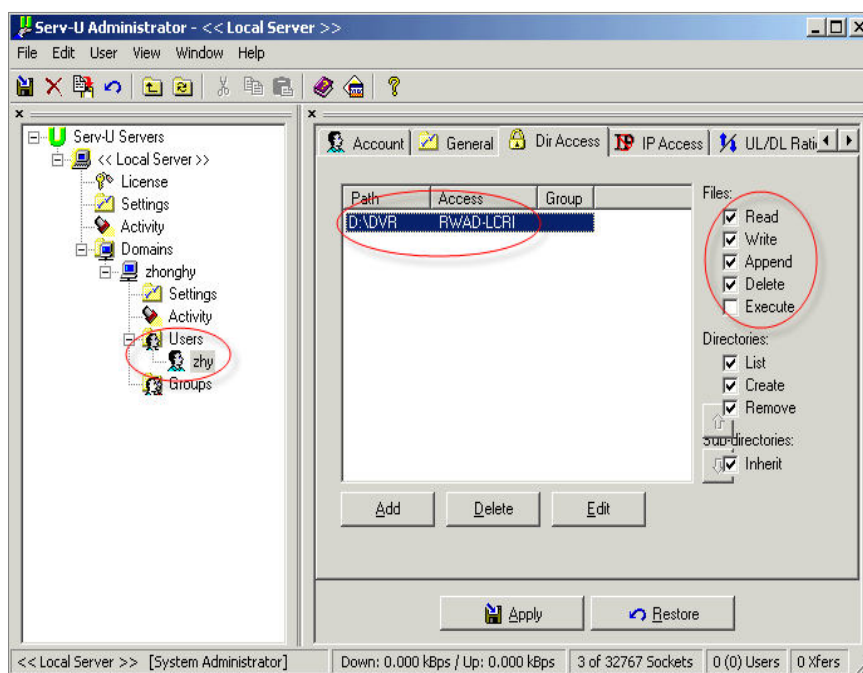 Serv-U Administrator - << Local Server >>
File Edit User View Window Help
Serv-U Servers
<< Local Server >>
License
Settings
Activity
Domains
zhonghy
Settings
Activity
Users
zhy
Groups
Account General Dir Access IP Access UL/DL Rati
Path Access Group
D:\DVR RWAD-LCRI
Files:
Read
Write
Append
Delete
Execute
Directories:
List
Create
Remove
Sub-directories:
Inherit
Add Delete Edit
Apply Restore
<< Local Server >> [System Administrator] Down: 0.000 kBps / Up: 0.000 kBps 3 of 32767 Sockets 0 (0) Users 0 Xfers